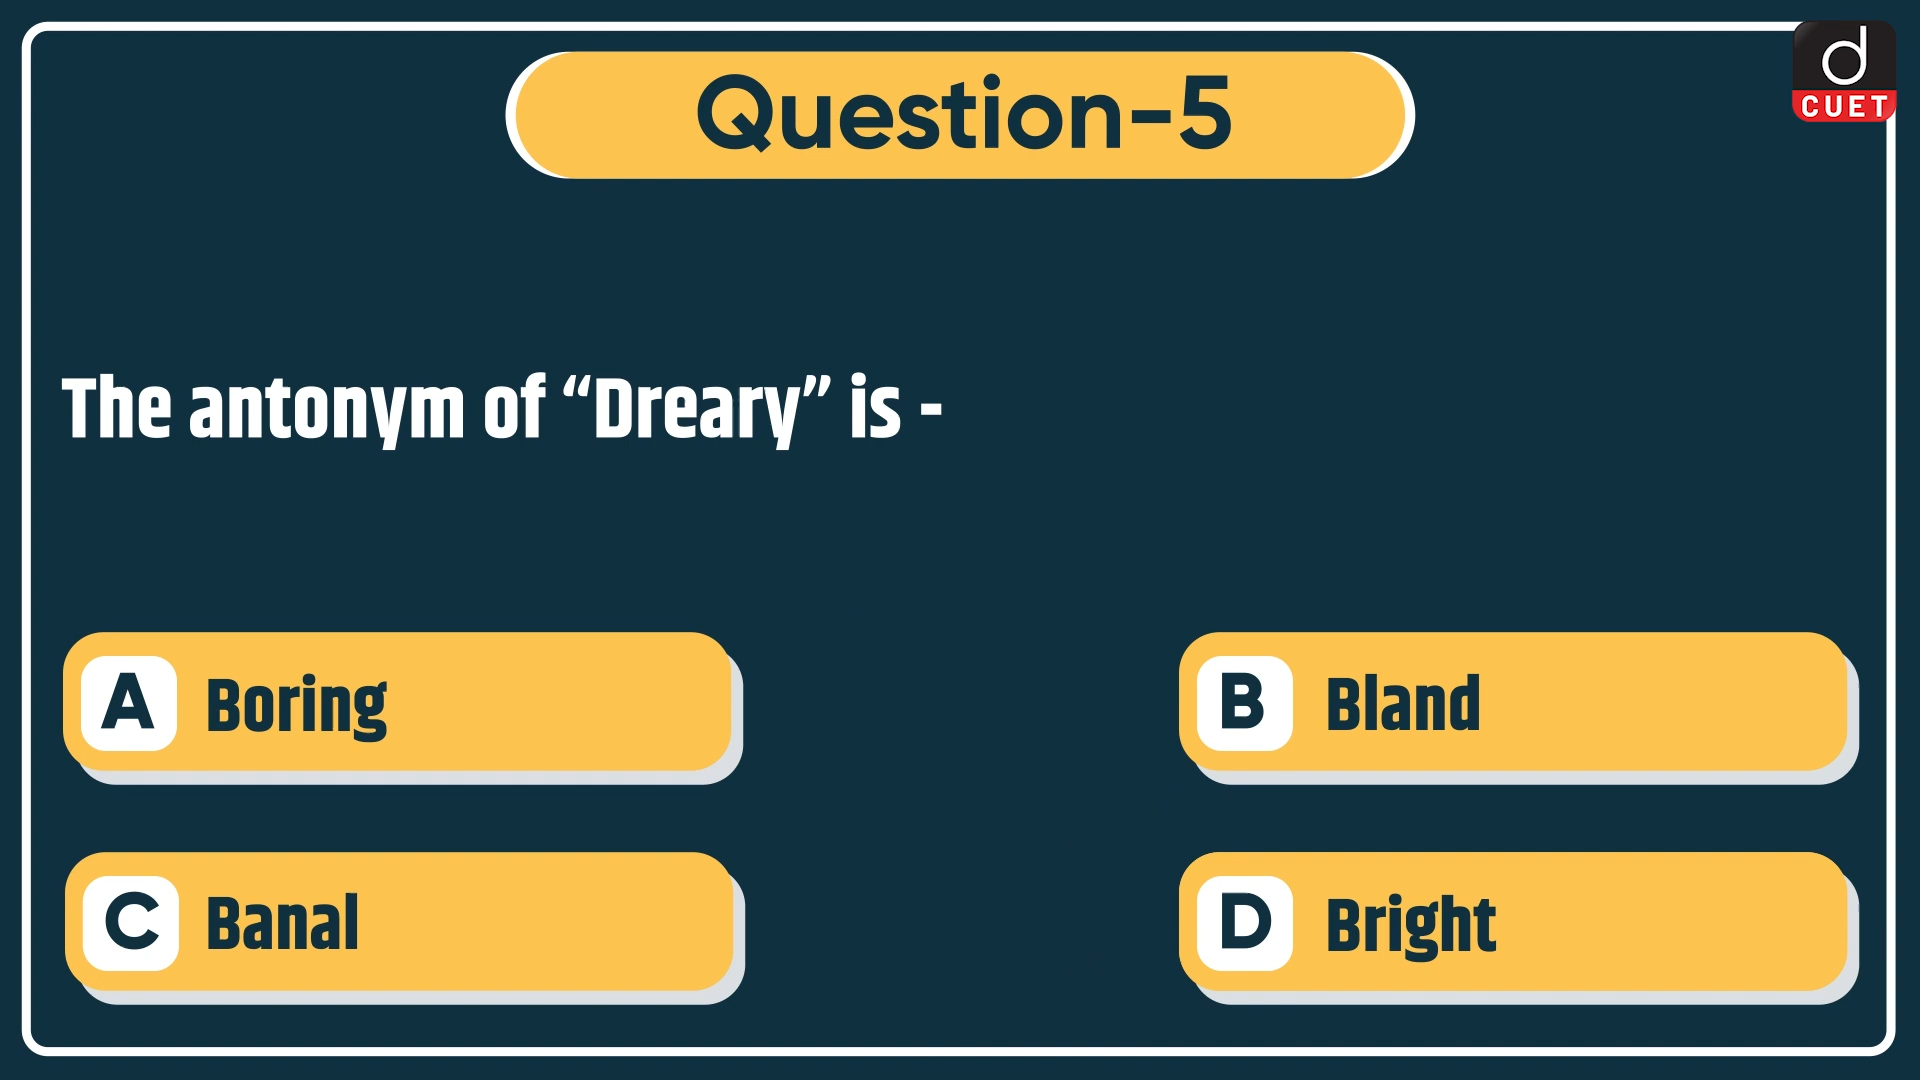 d
CUET
Question-5
The antonym of “Dreary” is -
A Boring
B Bland
C Banal
D Bright